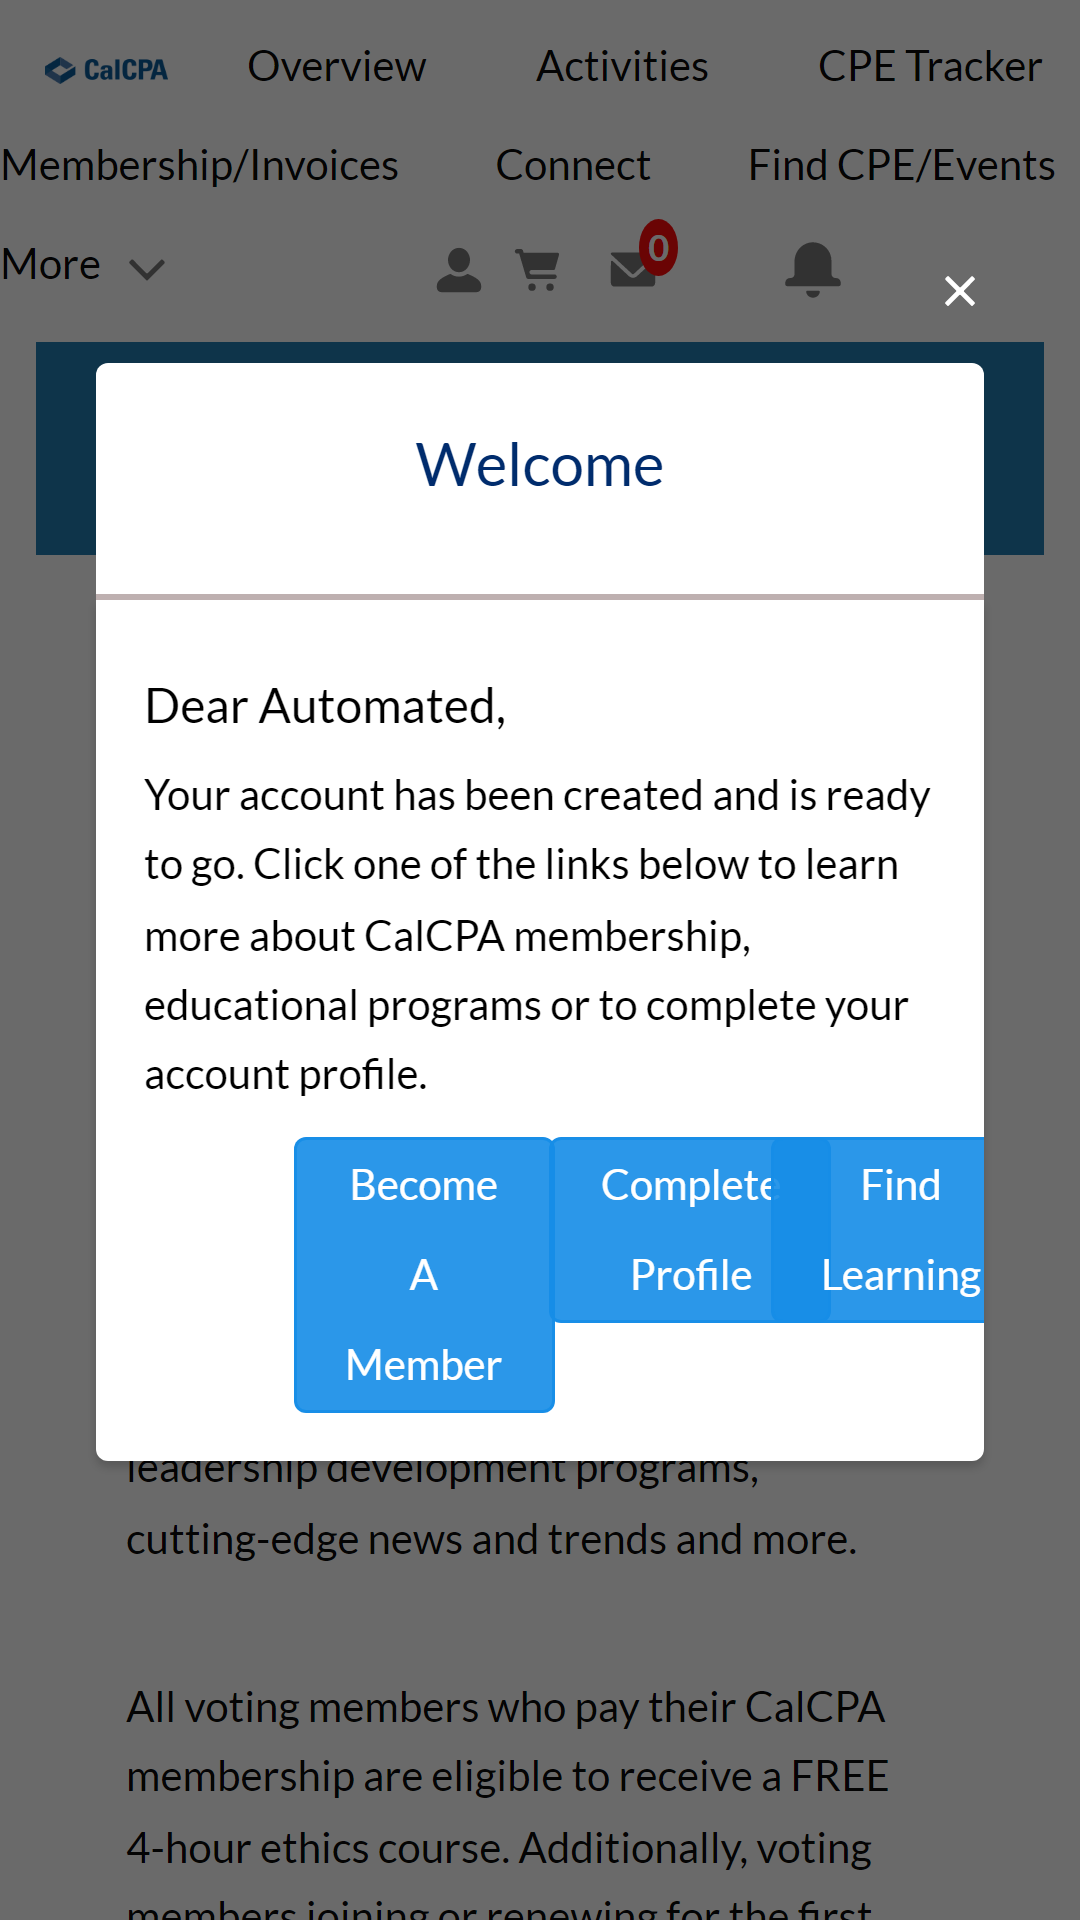 CalCPA Overview Activities CPE Tracker
Membership/Invoices Connect Find CPE/Events
More 0
Welcome
Dear Automated,
Your account has been created and is ready
to go. Click one of the links below to learn
more about CalCPA membership,
educational programs or to complete your
account profile.
Become
A
Member
Complete
Profile
Find
Learning
leadership development programs,
cutting-edge news and trends and more.
All voting members who pay their CalCPA
membership are eligible to receive a FREE
4-hour ethics course. Additionally, voting
members joining or renewing for the first